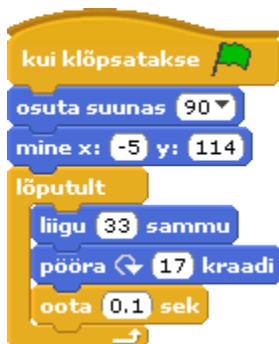 kui klõpsatakse
osuta suunas 90
mine x: -5 y: 114
lõputult
liigu 33 sammu
pööra 17 kraadi
oota 0.1 sek